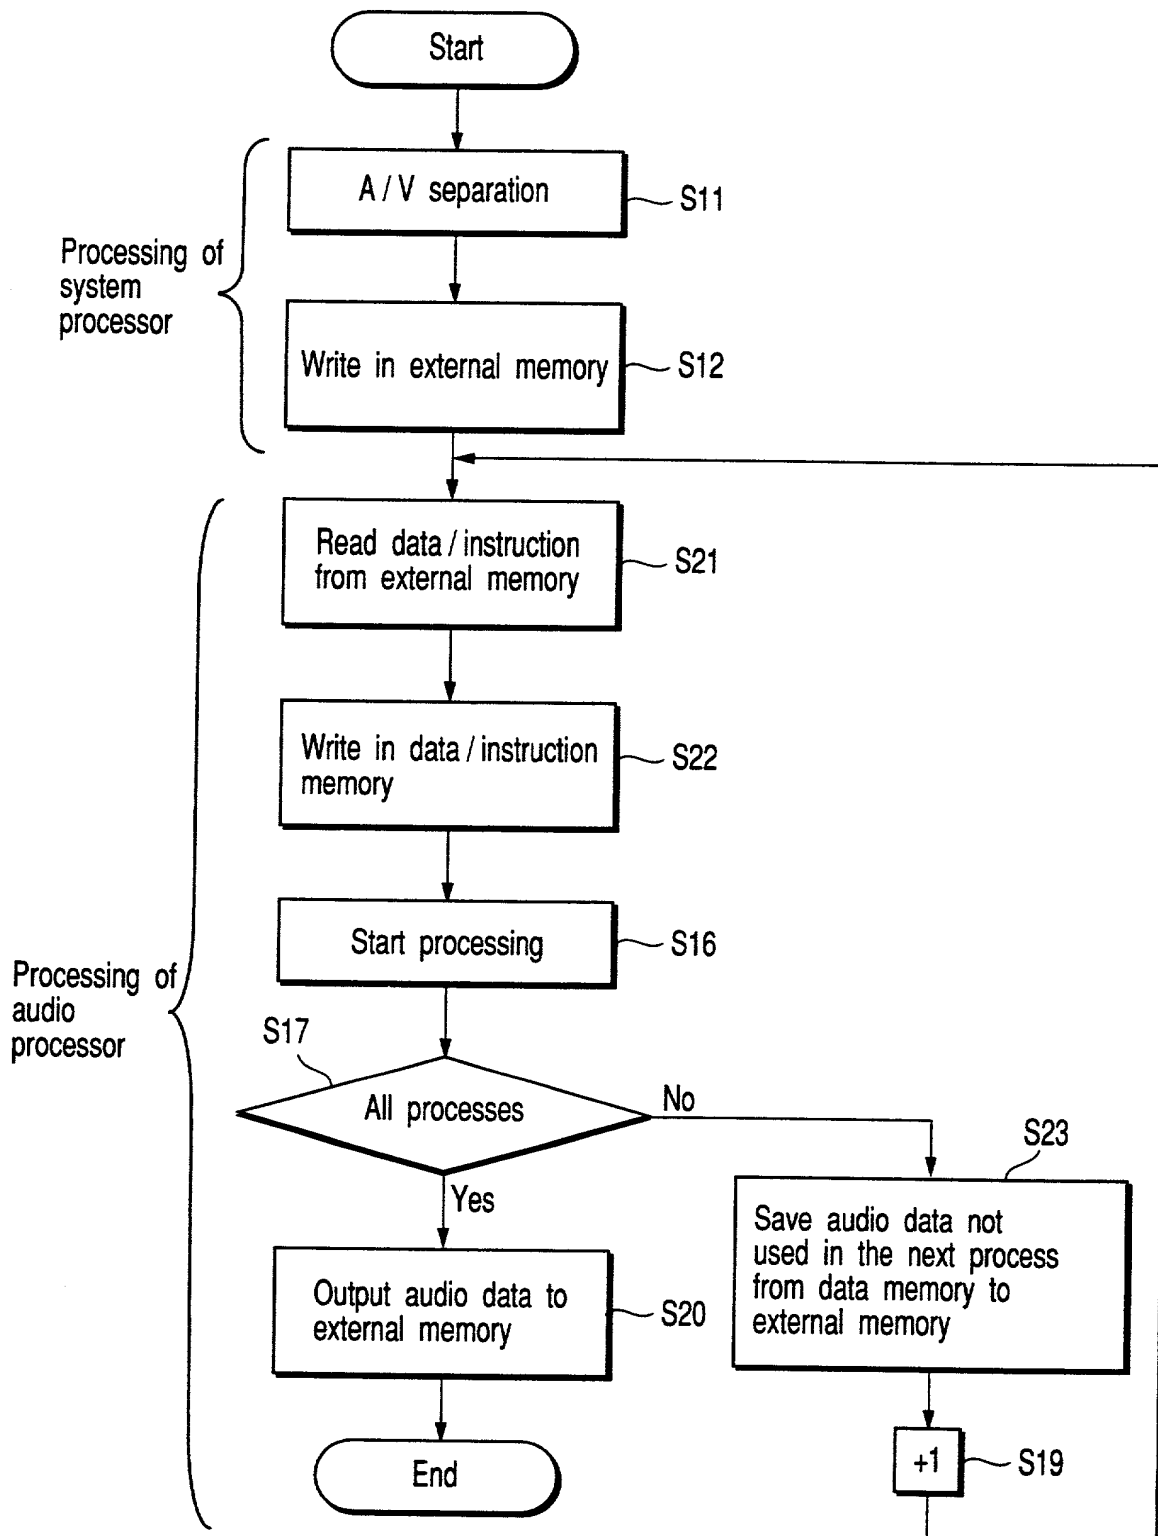 Start
A / V separation
S11
Processing of
system
processor
Write in external memory
S12
Read data / instruction
from external memory
S21
Write in data / instruction
memory
S22
Start processing
S16
Processing of
audio
processor
S17
All processes
No
Yes
S23
Save audio data not
used in the next process
from data memory to
external memory
Output audio data to
external memory
S20
+1
S19
End